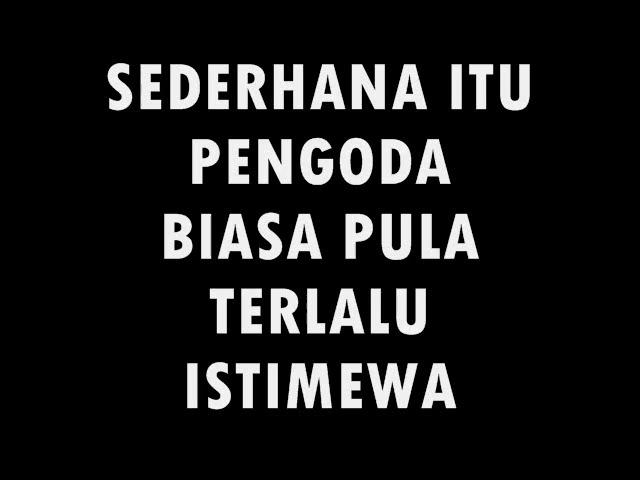 SEDERHANA ITU
PENGODA
BIASA PULA
TERLALU
ISTIMEWA